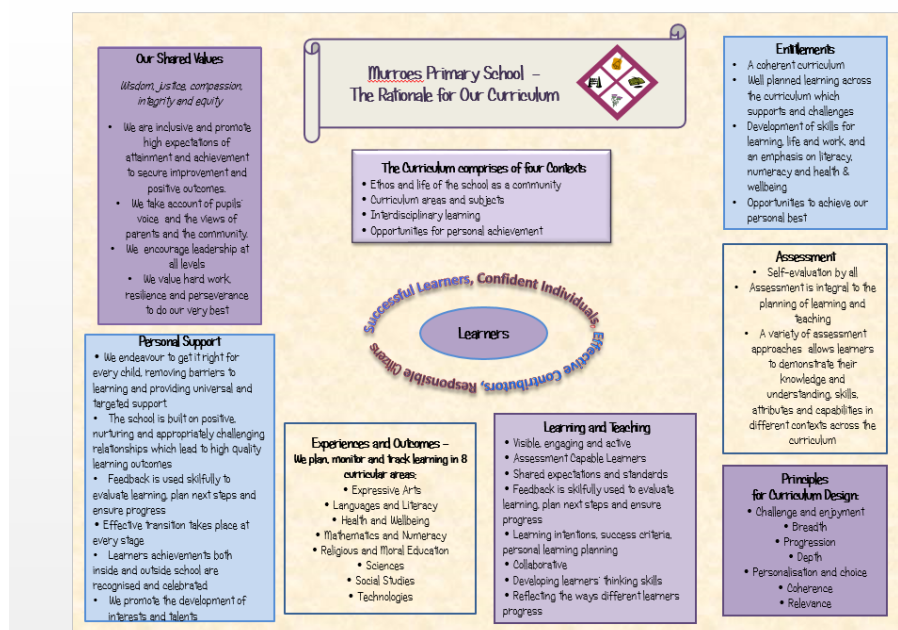 Murroes Primary School –
The Rationale for Our Curriculum
Our Shared Values
Wisdom, justice, compassion,
integrity and equity
• We are inclusive and promote
high expectations of
attainment and achievement
to secure improvement and
positive outcomes.
• We take account of pupils'
voice and the views of
parents and the community.
• We encourage leadership at
all levels
• We value hard work,
resilience and perseverance
to do our very best
The Curriculum comprises of four Contexts
• Ethos and life of the school as a community
• Curriculum areas and subjects
• Interdisciplinary learning
• Opportunities for personal achievement
Entitlements
• A coherent curriculum
• Well planned learning across
the curriculum which
supports and challenges
• Development of skills for
learning, life and work, and
an emphasis on literacy,
numeracy and health &
wellbeing
• Opportunities to achieve our
personal best
Successful Learners, Confident Individuals,
Effective Contributors, Responsible Citizens
Learners
Assessment
• Self-evaluation by all
• Assessment is integral to the
planning of learning and
teaching
• A variety of assessment
approaches allows learners
to demonstrate their
knowledge and
understanding, skills,
attributes and capabilities in
different contexts across the
curriculum
Personal Support
• We endeavour to get it right for
every child, removing barriers to
learning and providing universal and
targeted support
• The school is built on positive,
nurturing and appropriately challenging
relationships which lead to high quality
learning outcomes
• Feedback is used skilfully to
evaluate learning, plan next steps and
ensure progress
• Effective transition takes place at
every stage
• Learners achievements both
inside and outside school are
recognised and celebrated
• We promote the development of
interests and talents
Experiences and Outcomes –
We plan, monitor and track learning in 8
curricular areas:
• Expressive Arts
• Languages and Literacy
• Health and Wellbeing
• Mathematics and Numeracy
• Religious and Moral Education
• Sciences
• Social Studies
• Technologies
Learning and Teaching
• Visible, engaging and active
• Assessment Capable Learners
• Shared expectations and standards
• Feedback is skilfully used to evaluate
learning, plan next steps and ensure
progress
• Learning intentions, success criteria,
personal learning planning
• Collaborative
• Developing learners' thinking skills
• Reflecting the ways different learners
progress
Principles
for Curriculum Design:
• Challenge and enjoyment
• Breadth
• Progression
• Depth
• Personalisation and choice
• Coherence
• Relevance